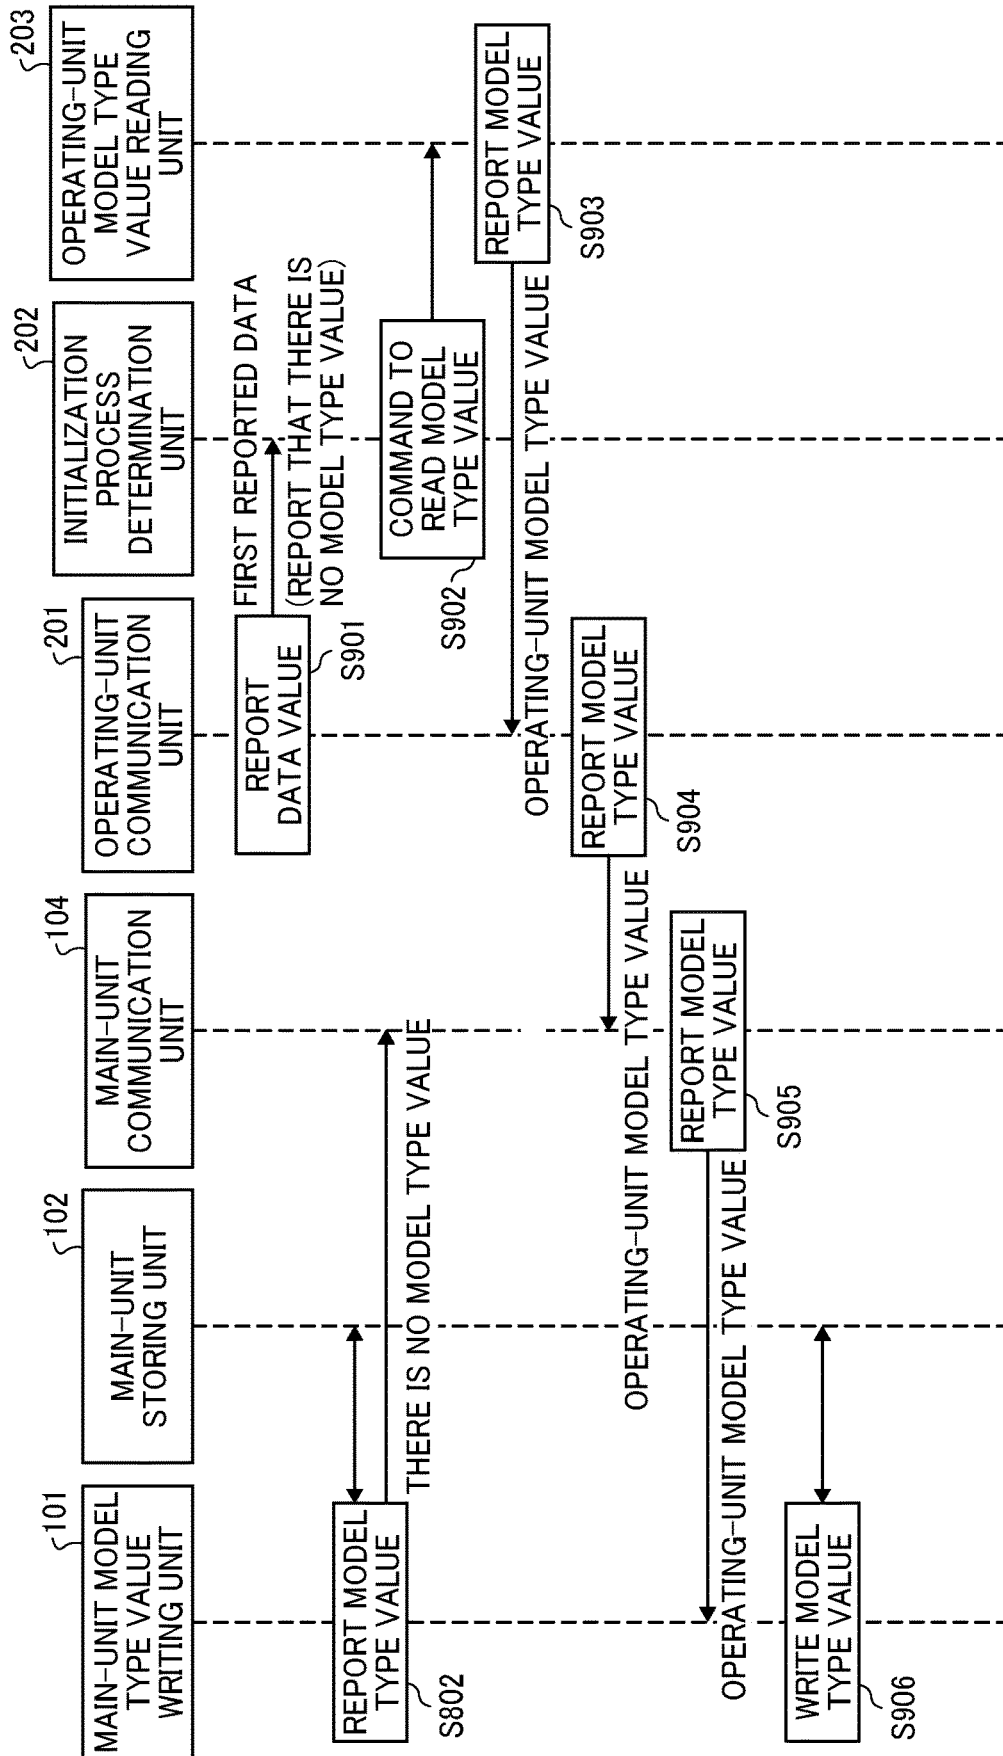 101
MAIN-UNIT MODEL
TYPE VALUE
WRITING UNIT
102
MAIN-UNIT
STORING UNIT
104
MAIN-UNIT
COMMUNICATION
UNIT
201
OPERATING-UNIT
COMMUNICATION
UNIT
202
INITIALIZATION
PROCESS
DETERMINATION
UNIT
203
OPERATING-UNIT
MODEL TYPE
VALUE READING
UNIT
REPORT
DATA VALUE
S901
FIRST REPORTED DATA
(REPORT THAT THERE IS
NO MODEL TYPE VALUE)
REPORT MODEL
TYPE VALUE
S802
THERE IS NO MODEL TYPE VALUE
COMMAND TO
READ MODEL
TYPE VALUE
S902
REPORT MODEL
TYPE VALUE
S903
OPERATING-UNIT MODEL TYPE VALUE
REPORT MODEL
TYPE VALUE
S904
OPERATING-UNIT MODEL TYPE VALUE
REPORT MODEL
TYPE VALUE
S905
OPERATING-UNIT MODEL TYPE VALUE
WRITE MODEL
TYPE VALUE
S906